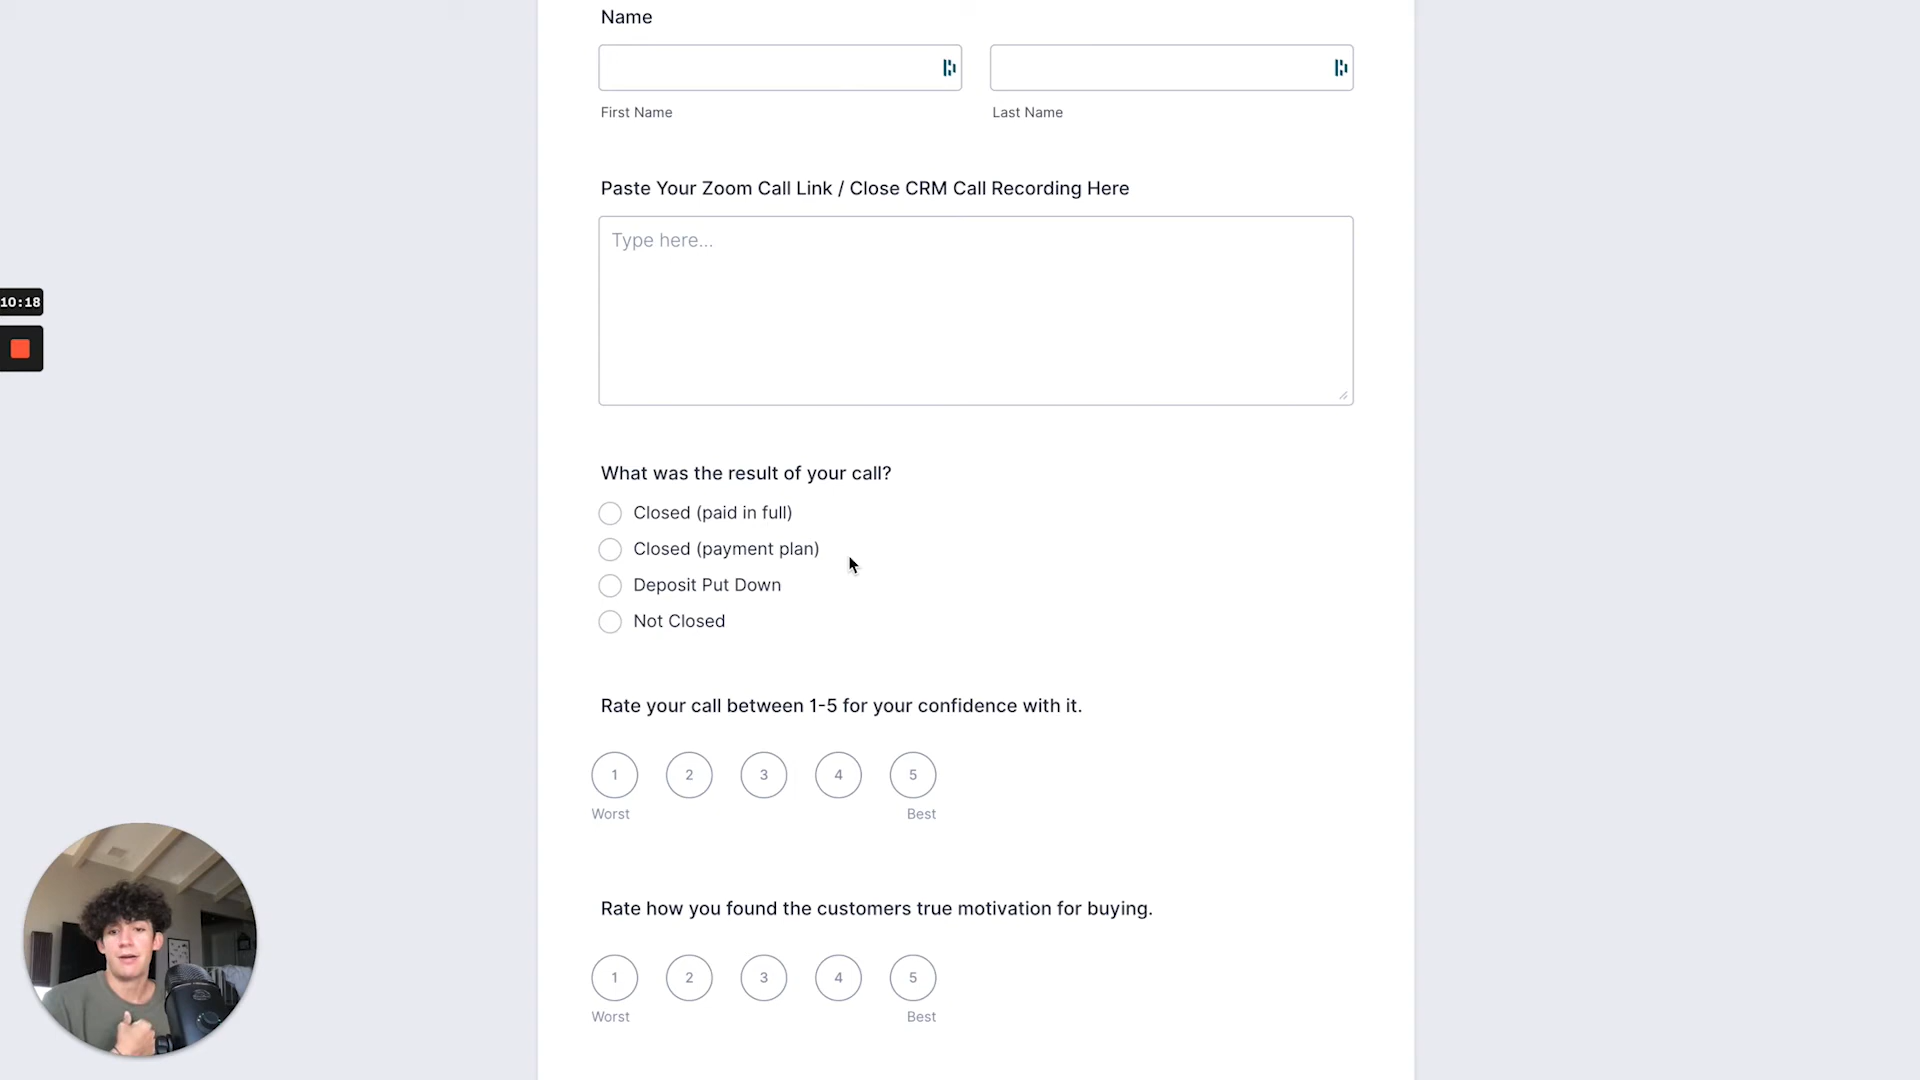 Name
First Name
Last Name
Paste Your Zoom Call Link / Close CRM Call Recording Here
Type here...
10:18
What was the result of your call?
Closed (paid in full)
Closed (payment plan)
Deposit Put Down
Not Closed
Rate your call between 1-5 for your confidence with it.
1 2 3 4 5
Worst Best
Rate how you found the customers true motivation for buying.
1 2 3 4 5
Worst Best